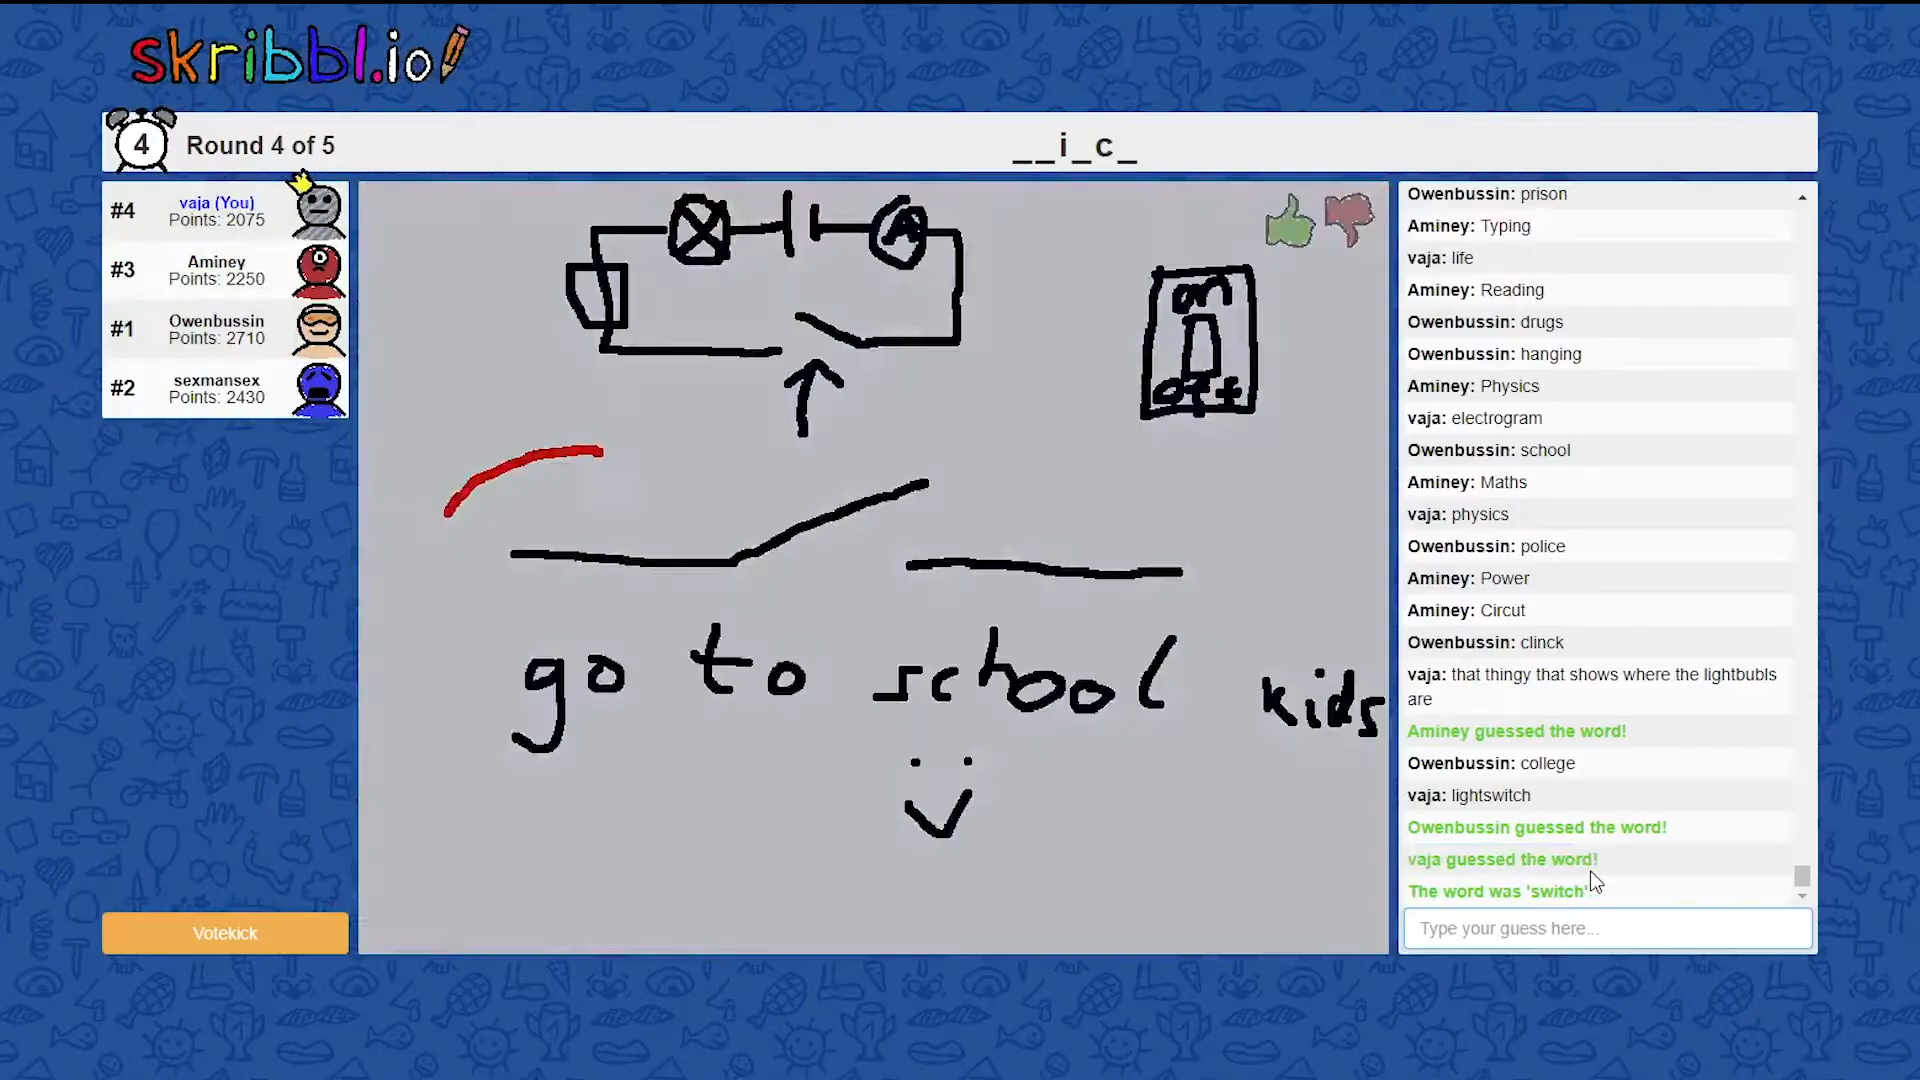 skribbl.io
4
Round 4 of 5
__i_c_
#4
vaja (You)
Points: 2075
#3
Aminey
Points: 2250
#1
Owenbussin
Points: 2710
#2
sexmansex
Points: 2430
Votekick
A
on
off
go to school kids
Owenbussin: prison
Aminey: Typing
vaja: life
Aminey: Reading
Owenbussin: drugs
Owenbussin: hanging
Aminey: Physics
vaja: electrogram
Owenbussin: school
Aminey: Maths
vaja: physics
Owenbussin: police
Aminey: Power
Aminey: Circut
Owenbussin: clinck
vaja: that thingy that shows where the lightbubls
are
Aminey guessed the word!
Owenbussin: college
vaja: lightswitch
Owenbussin guessed the word!
vaja guessed the word!
The word was 'switch'
Type your guess here...